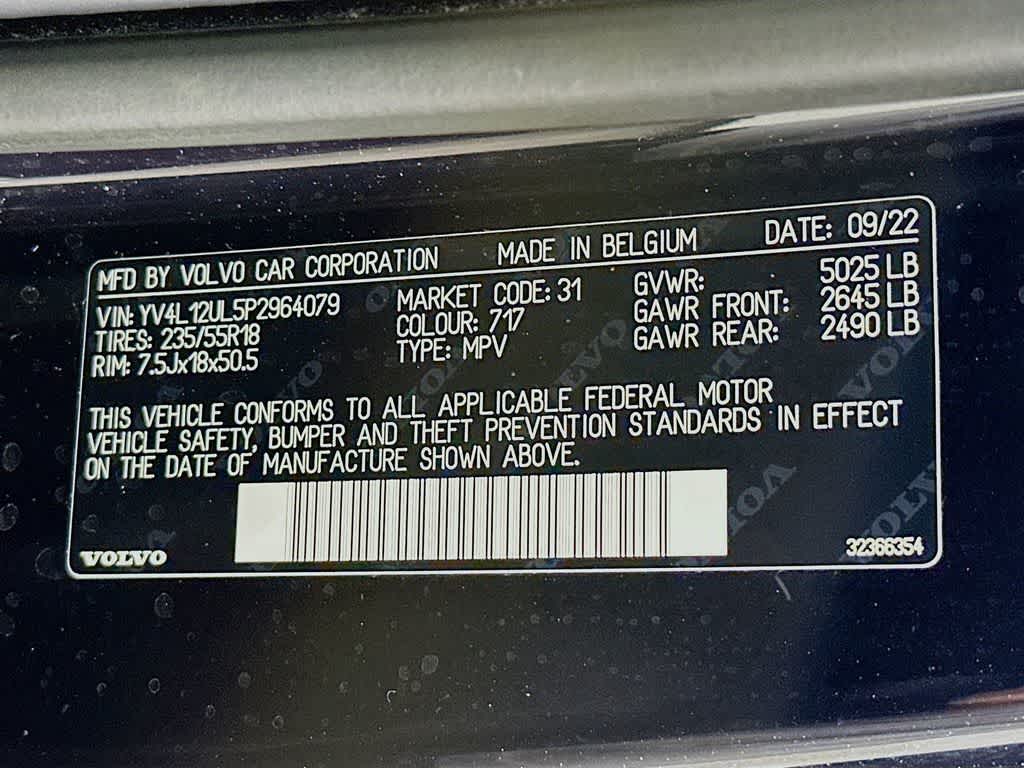 MFD BY VOLVO CAR CORPORATION MADE IN BELGIUM DATE: 09/22
VIN: YV4L12UL5P2964079 MARKET CODE: 31 GVWR: 5025 LB
TIRES: 235/55R18 COLOUR: 717 GAWR FRONT: 2645 LB
RIM: 7.5Jx18x50.5 TYPE: MPV GAWR REAR: 2490 LB
THIS VEHICLE CONFORMS TO ALL APPLICABLE FEDERAL MOTOR
VEHICLE SAFETY, BUMPER AND THEFT PREVENTION STANDARDS IN EFFECT
ON THE DATE OF MANUFACTURE SHOWN ABOVE.
VOLVO 32366354